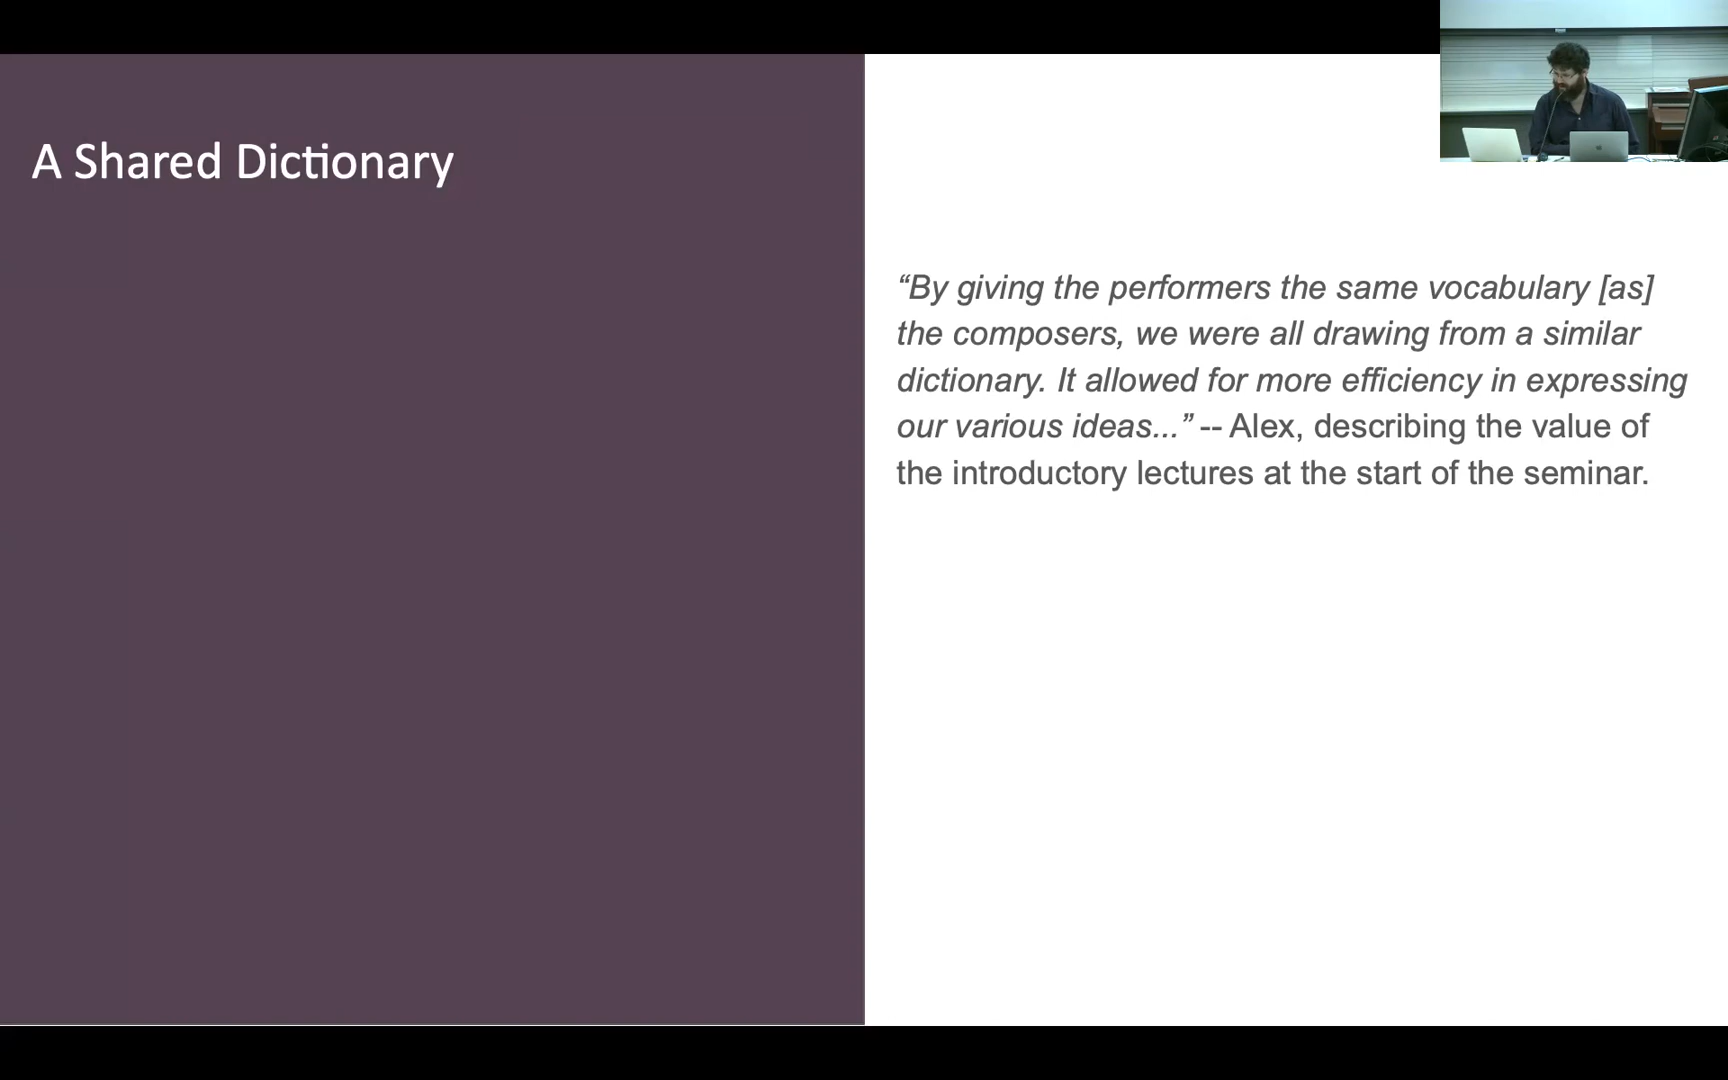 A Shared Dictionary
“By giving the performers the same vocabulary [as]
the composers, we were all drawing from a similar
dictionary. It allowed for more efficiency in expressing
our various ideas...” -- Alex, describing the value of
the introductory lectures at the start of the seminar.